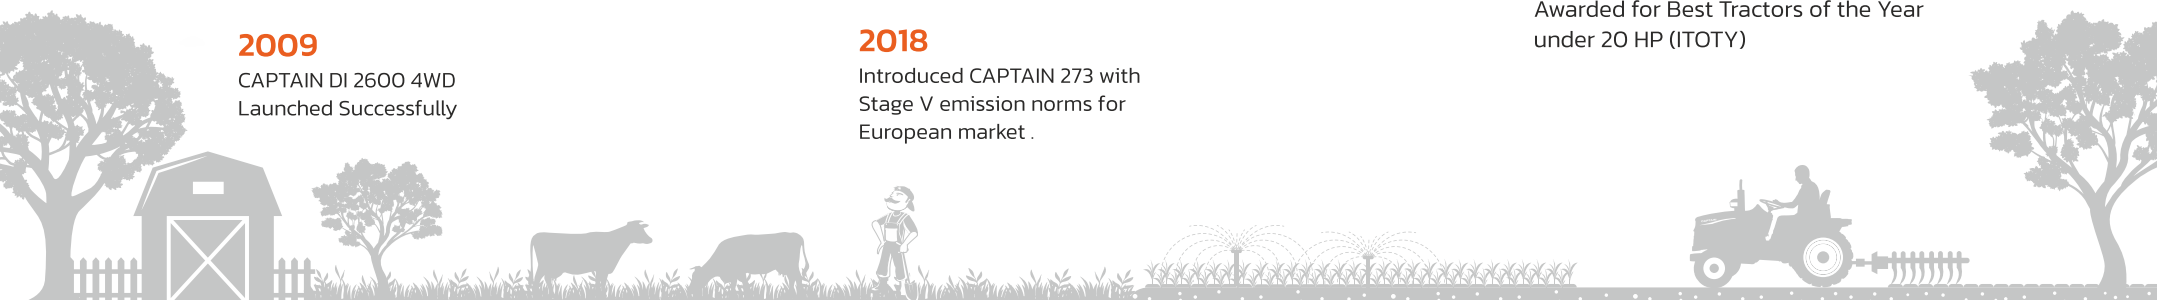 2009
CAPTAIN DI 2600 4WD
Launched Successfully
2018
Introduced CAPTAIN 273 with
Stage V emission norms for
European market .
Awarded for Best Tractors of the Year
under 20 HP (ITOTY)